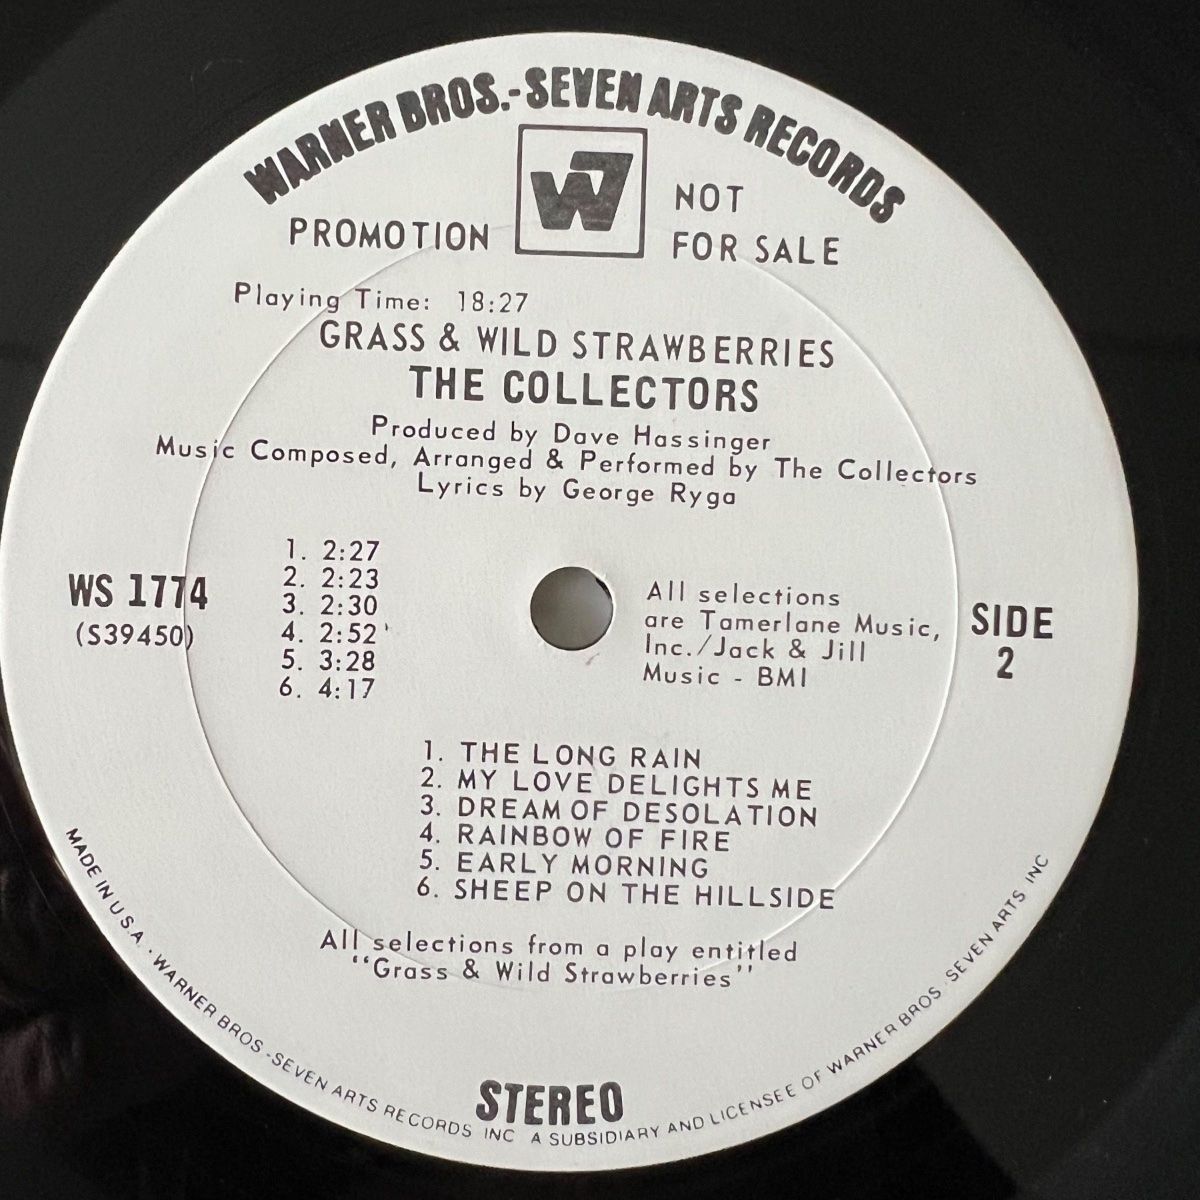 WARNER BROS.-SEVEN ARTS RECORDS
W7
PROMOTION
NOT
FOR SALE
Playing Time: 18:27
GRASS & WILD STRAWBERRIES
THE COLLECTORS
Produced by Dave Hassinger
Music Composed, Arranged & Performed by The Collectors
Lyrics by George Ryga
WS 1774
(S39450)
1. 2:27
2. 2:23
3. 2:30
4. 2:52
5. 3:28
6. 4:17
All selections
are Tamerlane Music,
Inc./Jack & Jill
Music - BMI
SIDE
2
1. THE LONG RAIN
2. MY LOVE DELIGHTS ME
3. DREAM OF DESOLATION
4. RAINBOW OF FIRE
5. EARLY MORNING
6. SHEEP ON THE HILLSIDE
All selections from a play entitled
"Grass & Wild Strawberries"
STEREO
MADE IN U.S.A. · WARNER BROS.-SEVEN ARTS RECORDS INC A SUBSIDIARY AND LICENSEE OF WARNER BROS. SEVEN ARTS INC